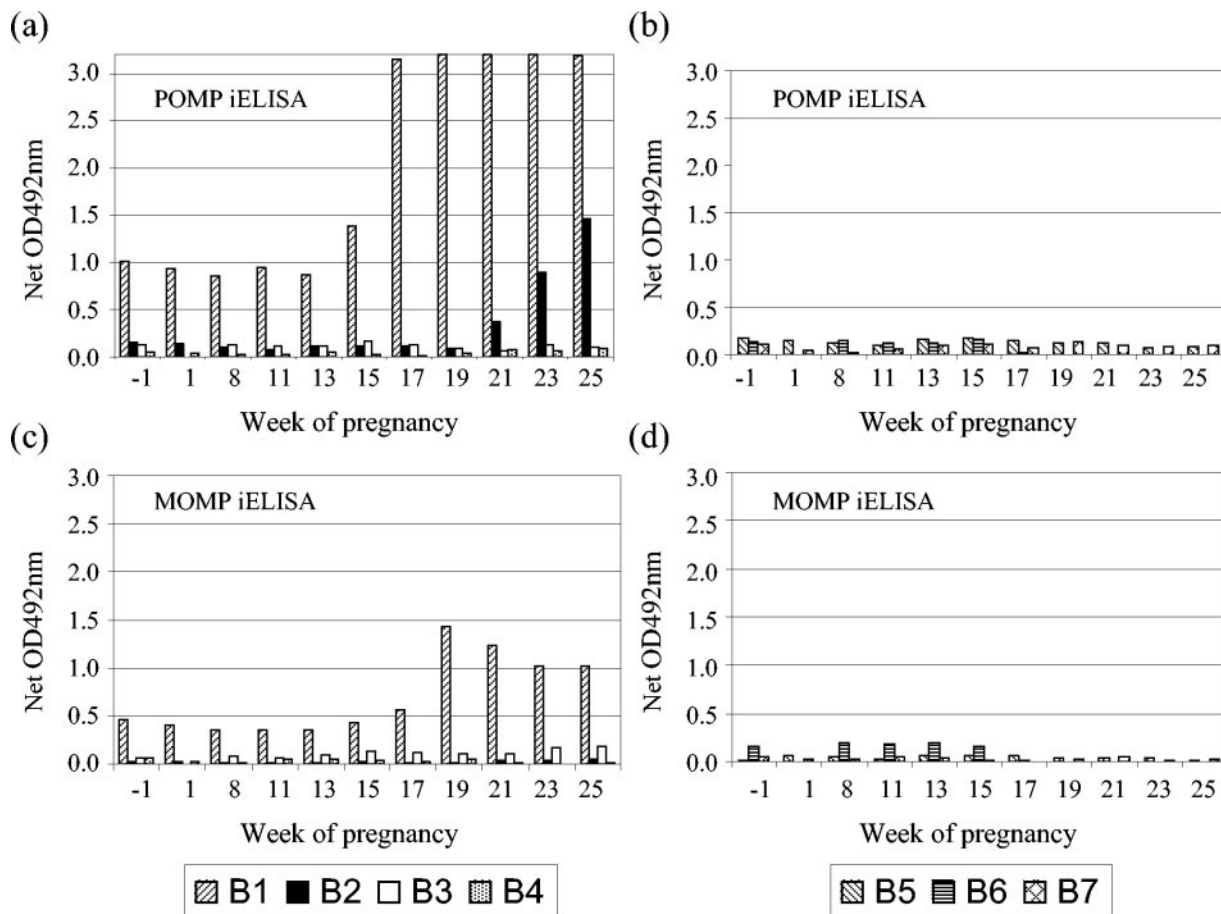 (a)
3.0
2.5
2.0
1.5
1.0
0.5
0.0
Net OD492nm
POMP iELISA
-1 1 8 11 13 15 17 19 21 23 25
Week of pregnancy
(b)
3.0
2.5
2.0
1.5
1.0
0.5
0.0
Net OD492nm
POMP iELISA
-1 1 8 11 13 15 17 19 21 23 25
Week of pregnancy
(c)
3.0
2.5
2.0
1.5
1.0
0.5
0.0
Net OD492nm
MOMP iELISA
-1 1 8 11 13 15 17 19 21 23 25
Week of pregnancy
B1 B2 B3 B4
(d)
3.0
2.5
2.0
1.5
1.0
0.5
0.0
Net OD492nm
MOMP iELISA
-1 1 8 11 13 15 17 19 21 23 25
Week of pregnancy
B5 B6 B7